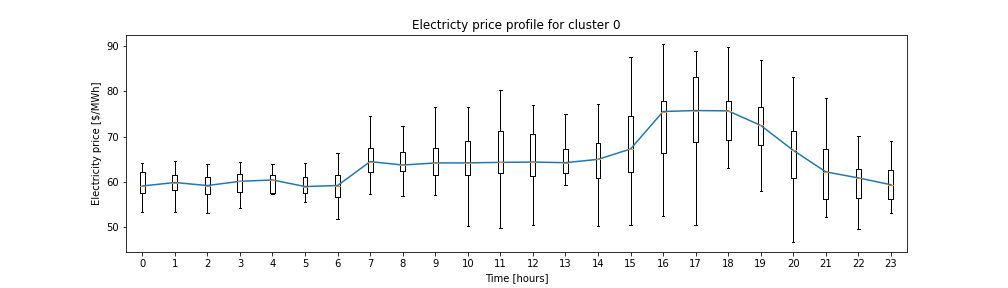 Electricty price profile for cluster 0
Electricity price [$/MWh]
90
80
70
60
50
0 1 2 3 4 5 6 7 8 9 10 11 12 13 14 15 16 17 18 19 20 21 22 23
Time [hours]